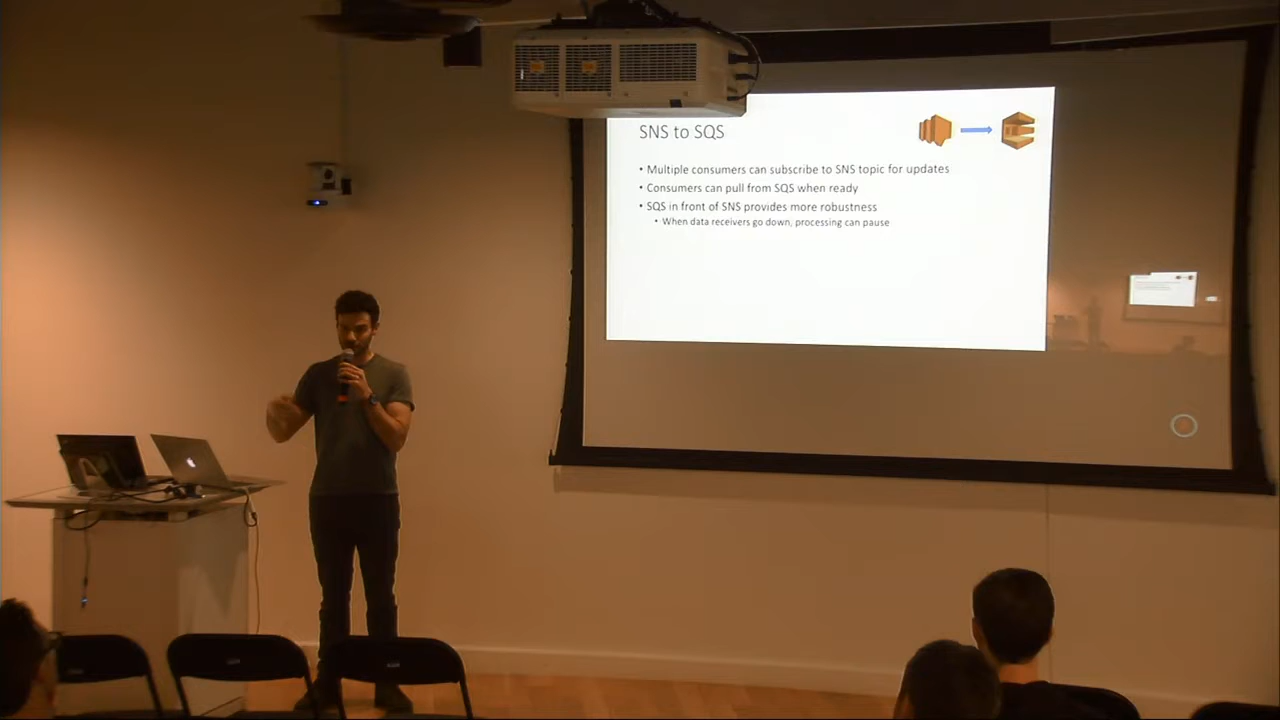 SNS to SQS
• Multiple consumers can subscribe to SNS topic for updates
• Consumers can pull from SQS when ready
• SQS in front of SNS provides more robustness
• When data receivers go down, processing can pause